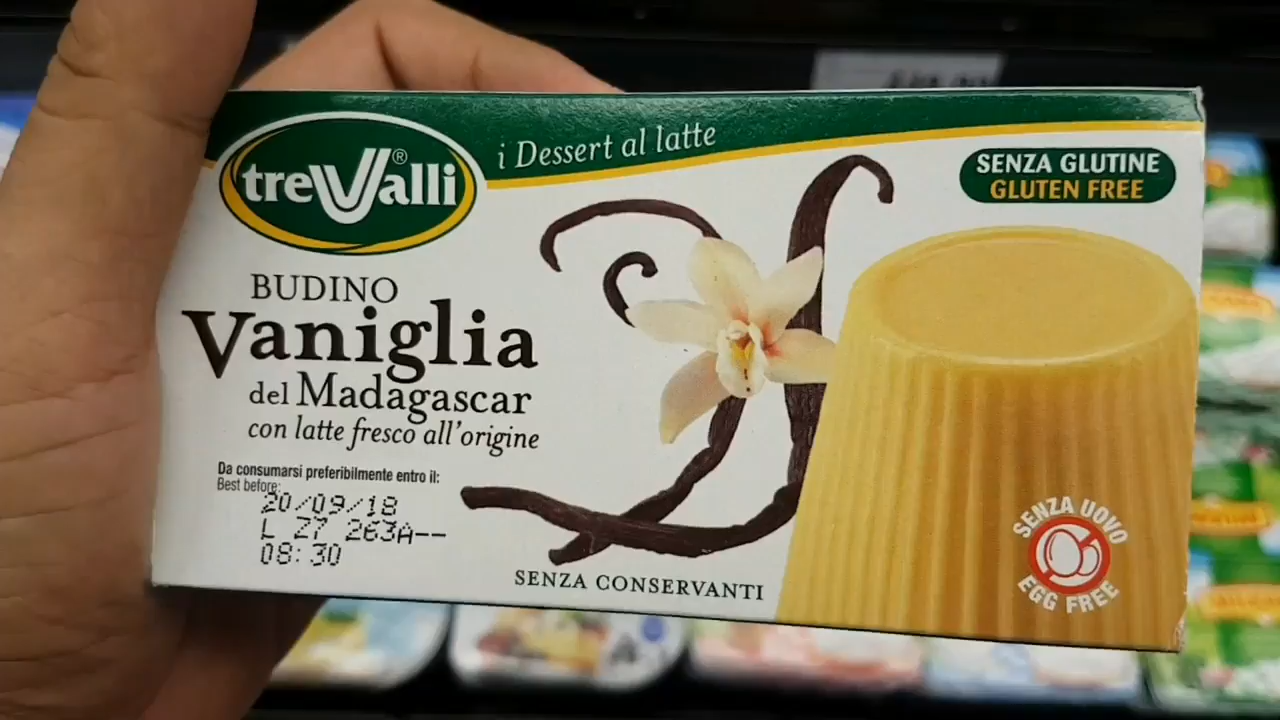 treValli®
i Dessert al latte
SENZA GLUTINE
GLUTEN FREE
BUDINO
Vaniglia
del Madagascar
con latte fresco all'origine
Da consumarsi preferibilmente entro il:
Best before:
20/09/18
L 27 263A--
08:30
SENZA CONSERVANTI
SENZA UOVO
EGG FREE